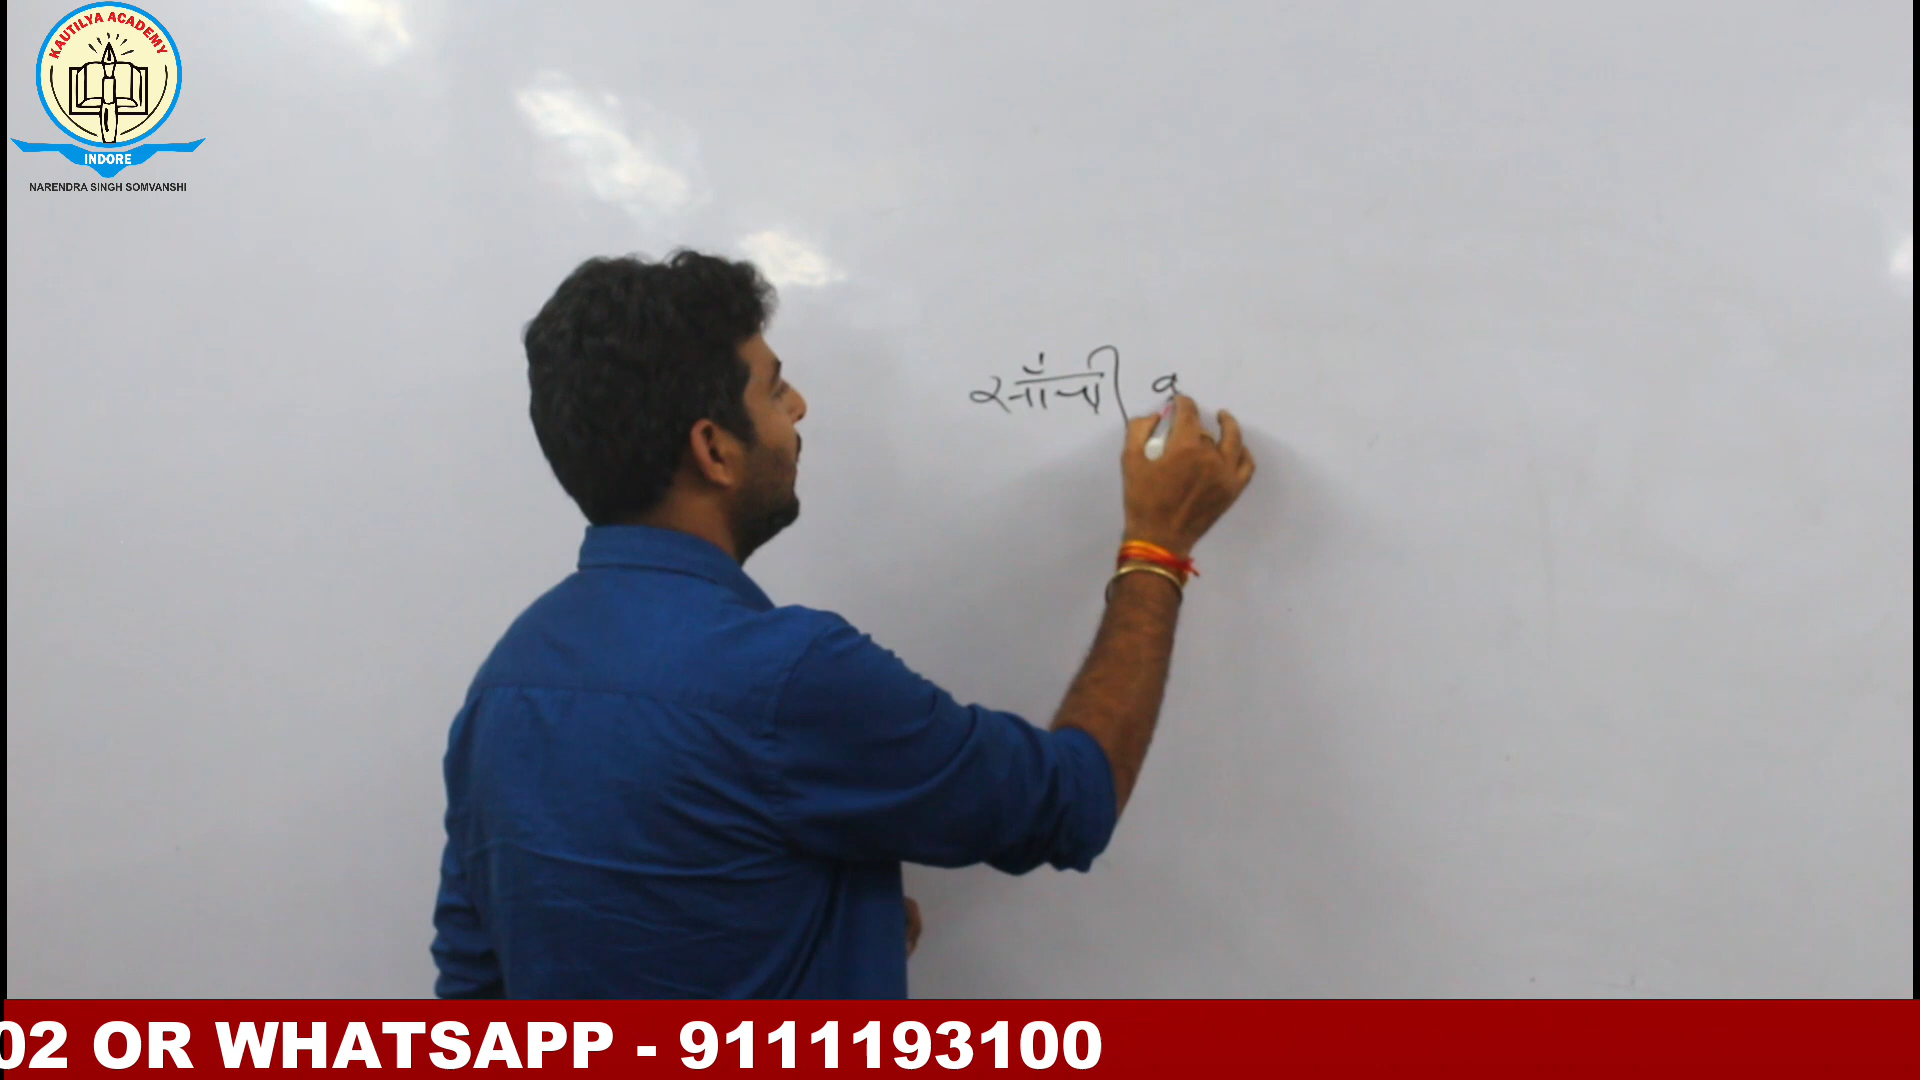 KAUTILYA ACADEMY
INDORE
NARENDRA SINGH SOMVANSHI
साँची
02 OR WHATSAPP - 9111193100